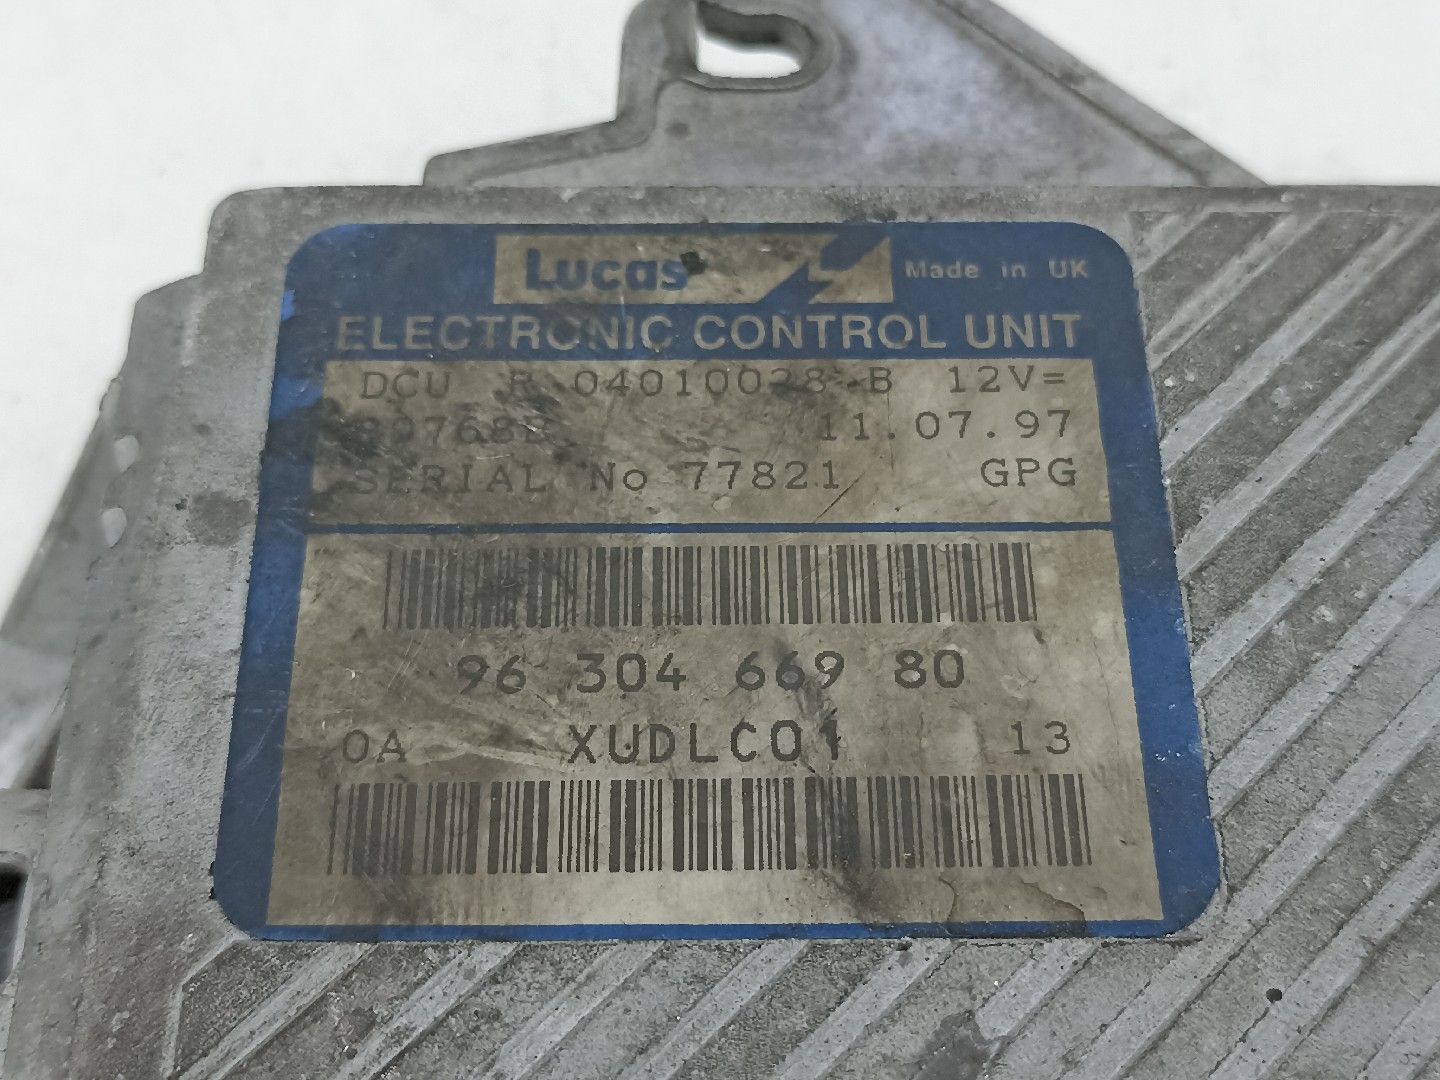 Lucas Made in UK
ELECTRONIC CONTROL UNIT
DCU R 04010028 B 12V=
80768B 11.07.97
SERIAL No 77821 GPG
96 304 669 80
0A XUDLC01 13